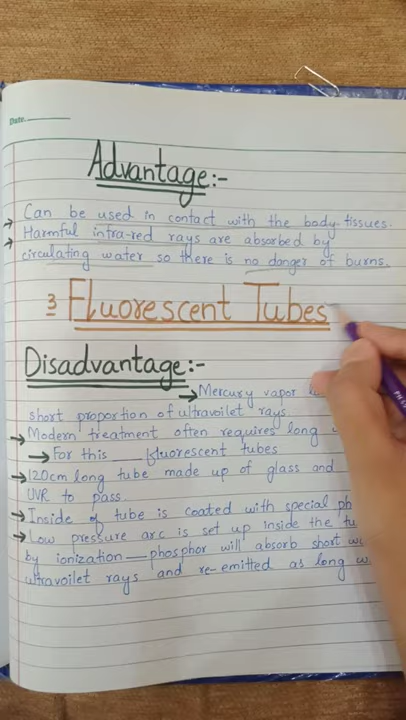 Date
Advantage:-
→ Can be used in contact with the body tissues.
→ Harmful infra-red rays are absorbed by
circulating water so there is no danger of burns.
3 Fluorescent Tubes
Disadvantage:-
→ Mercury vapor
short proportion of ultravoilet rays
→ Modern treatment often requires long
→ For this — fluorescent tubes
→ 120cm long tube made up of glass and
UVR to pass.
→ Inside of tube is coated with special ph
→ Low pressure arc is set up inside the tu
by ionization — phosphor will absorb short
ultravoilet rays and re-emitted as long